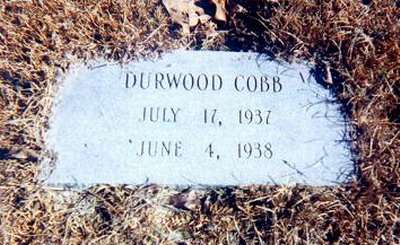 DURWOOD COBB
JULY 17, 1937
JUNE 4, 1938